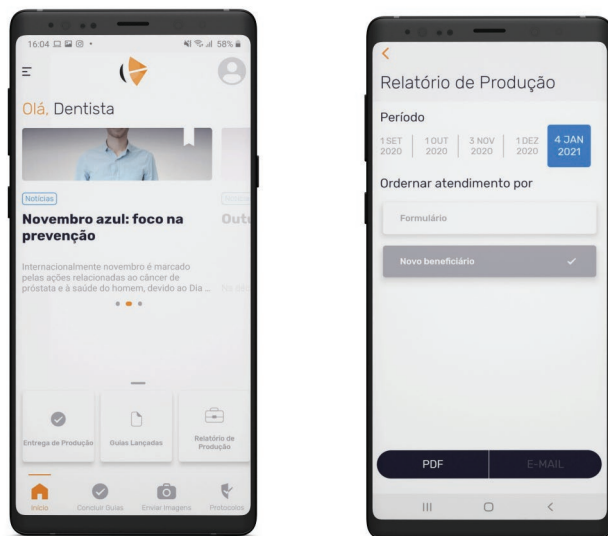 16:04
58%
Olá, Dentista
Notícias
Novembro azul: foco na
prevenção
Internacionalmente novembro é marcado
pelas ações relacionadas ao câncer de
próstata e à saúde do homem, devido ao Dia ...
Outu
Entrega de Produção
Guias Lançadas
Relatório de
Produção
Início
Concluir Guias
Enviar Imagens
Protocolos
Relatório de Produção
Período
1 SET
2020
1 OUT
2020
3 NOV
2020
1 DEZ
2020
4 JAN
2021
Ordernar atendimento por
Formulário
Novo beneficiário
PDF
E-MAIL